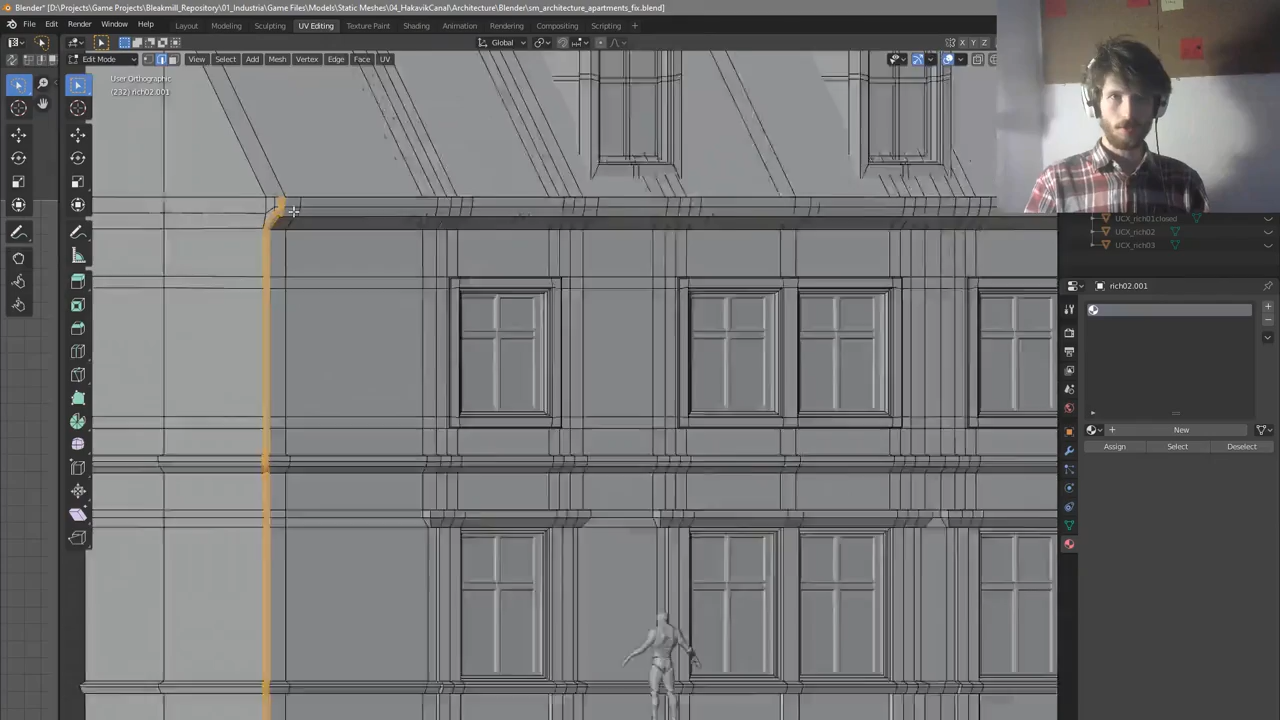 Blender* [D:\Projects\Game Projects\Bleakmill_Repository\01_Industria\Game Files\Models\Static Meshes\04_HakavikCanal\Architecture\Blender\sm_architecture_apartments_fix.blend]
File Edit Render Window Help Layout Modeling Sculpting UV Editing Texture Paint Shading Animation Rendering Compositing Scripting +
Global X Y Z
Edit Mode View Select Add Mesh Vertex Edge Face UV
User Orthographic
(232) rich02.001
UCX_rich01closed
UCX_rich02
UCX_rich03
rich02.001
New
Assign Select Deselect